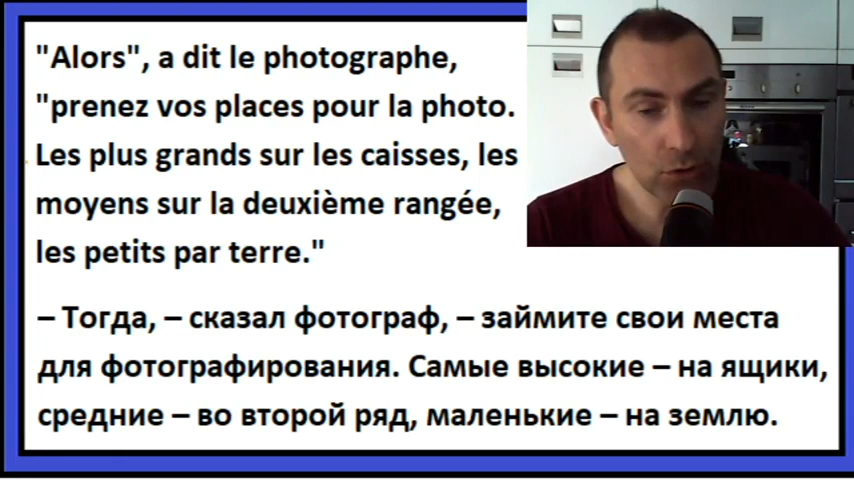 "Alors", a dit le photographe,
"prenez vos places pour la photo.
Les plus grands sur les caisses, les
moyens sur la deuxième rangée,
les petits par terre."
– Тогда, – сказал фотограф, – займите свои места
для фотографирования. Самые высокие – на ящики,
средние – во второй ряд, маленькие – на землю.